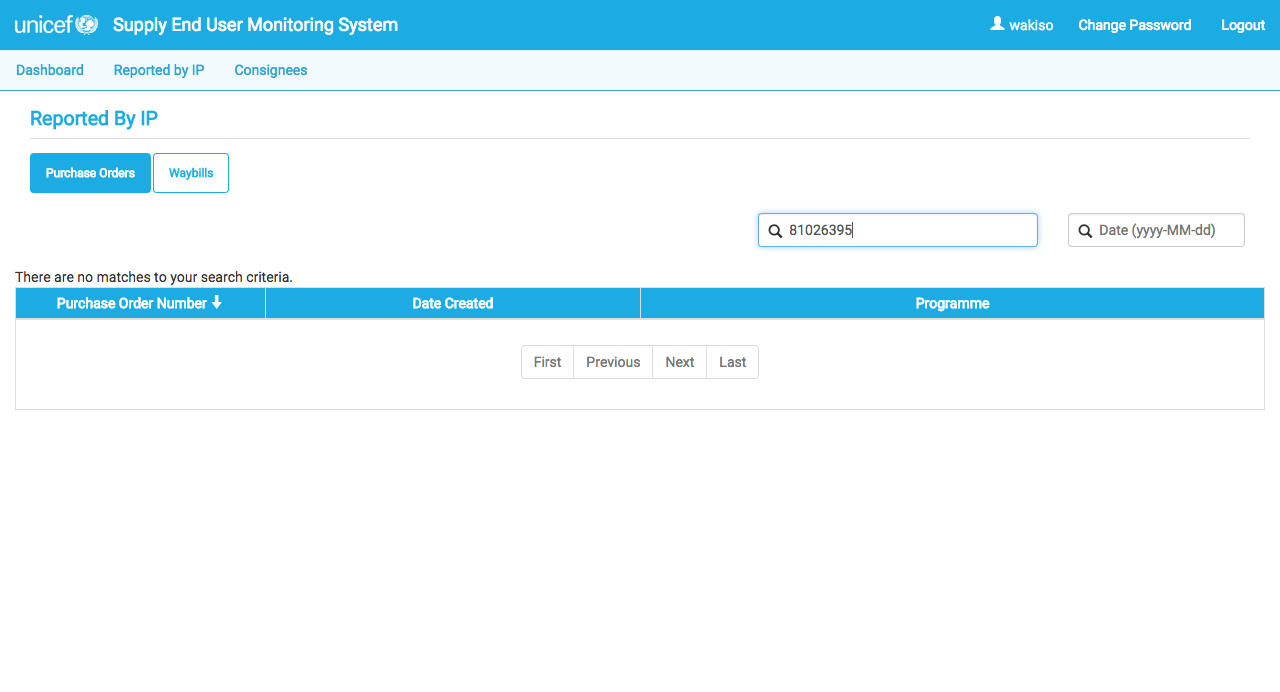 unicef Supply End User Monitoring System wakiso Change Password Logout
Dashboard Reported by IP Consignees
Reported By IP
Purchase Orders Waybills
81026395 Date (yyyy-MM-dd)
There are no matches to your search criteria.
Purchase Order Number Date Created Programme
First Previous Next Last